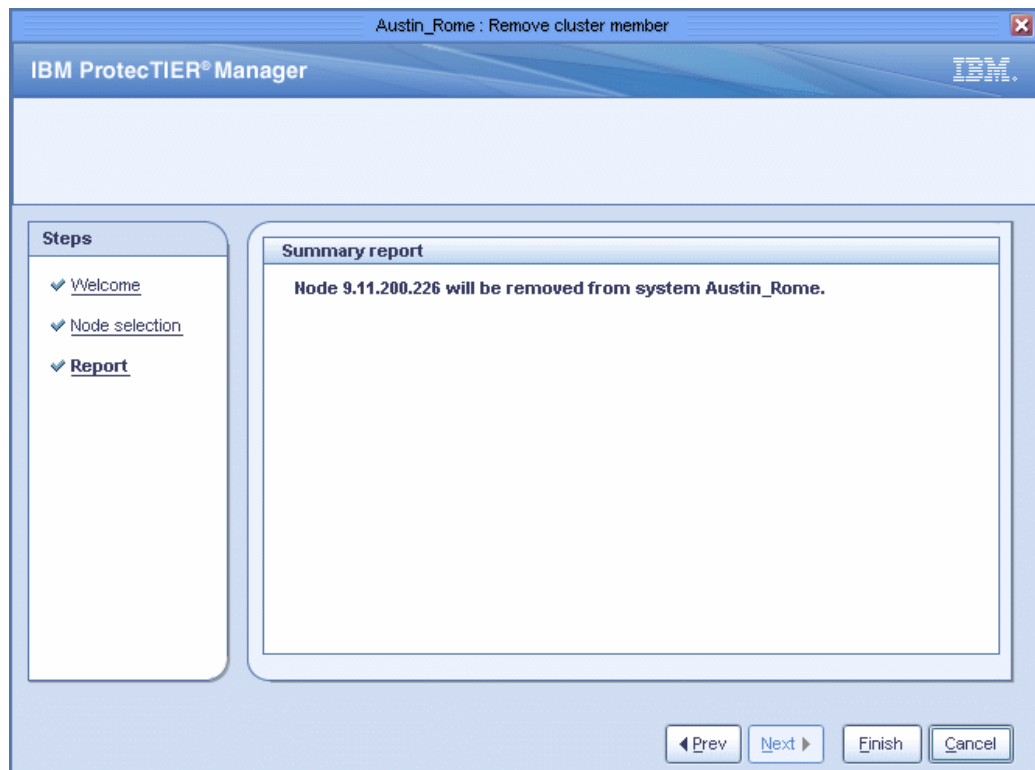 Austin_Rome : Remove cluster member
IBM ProtecTIER® Manager
IBM.
Steps
Welcome
Node selection
Report
Summary report
Node 9.11.200.226 will be removed from system Austin_Rome.
Prev
Next
Finish
Cancel